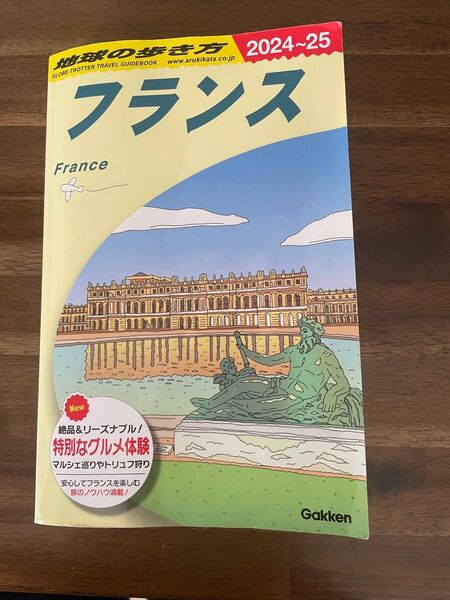 地球の歩き方
GLOBE-TROTTER TRAVEL GUIDEBOOK
www.arukikata.co.jp
2024~25
フランス
France
New
絶品&リーズナブル!
特別なグルメ体験
マルシェ巡りやトリュフ狩り
安心してフランスを楽しむ
旅のノウハウ満載!
Gakken